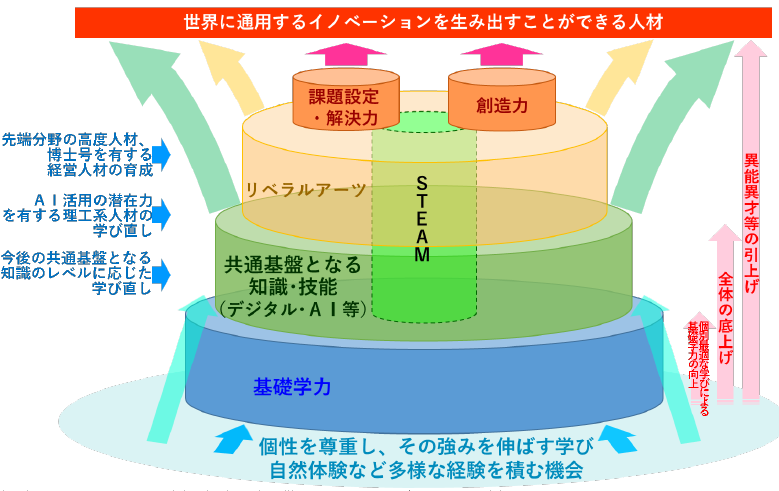 世界に通用するイノベーションを生み出すことができる人材
課題設定
・解決力
創造力
先端分野の高度人材、
博士号を有する
経営人材の育成
リベラルアーツ
STEAM
ＡＩ活用の潜在力
を有する理工系人材の
学び直し
今後の共通基盤となる
知識のレベルに応じた
学び直し
共通基盤となる
知識・技能
（デジタル・ＡＩ等）
基礎学力
個性を尊重し、その強みを伸ばす学び
自然体験など多様な経験を積む機会
異能異才等の引上げ
全体の底上げ
個別最適な学びによる
基礎学力の向上